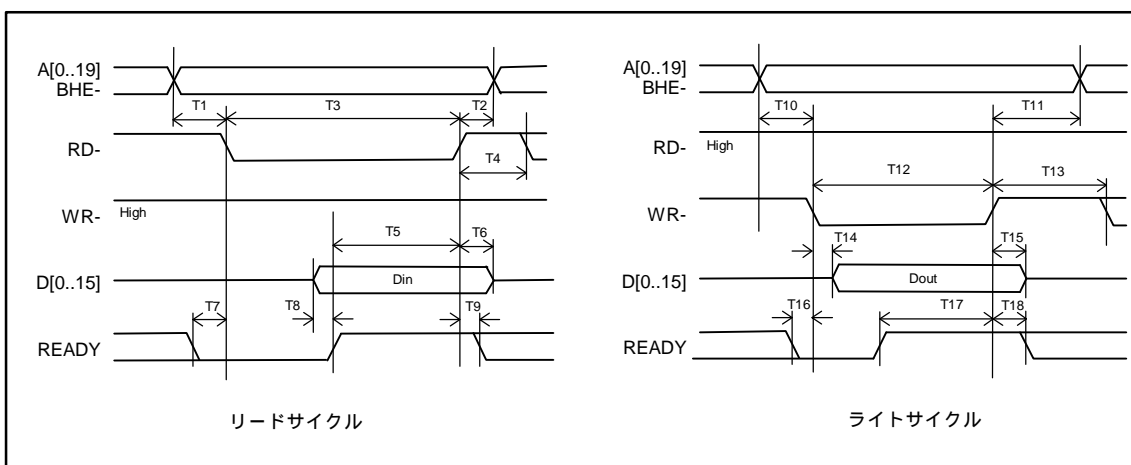 A[0..19]
BHE-
T1
T3
T2
RD-
T4
WR-
High
T5
T6
D[0..15]
Din
T7
T8
T9
READY
リードサイクル
A[0..19]
BHE-
T10
T11
RD-
High
T12
T13
WR-
T14
T15
D[0..15]
Dout
T16
T17
T18
READY
ライトサイクル